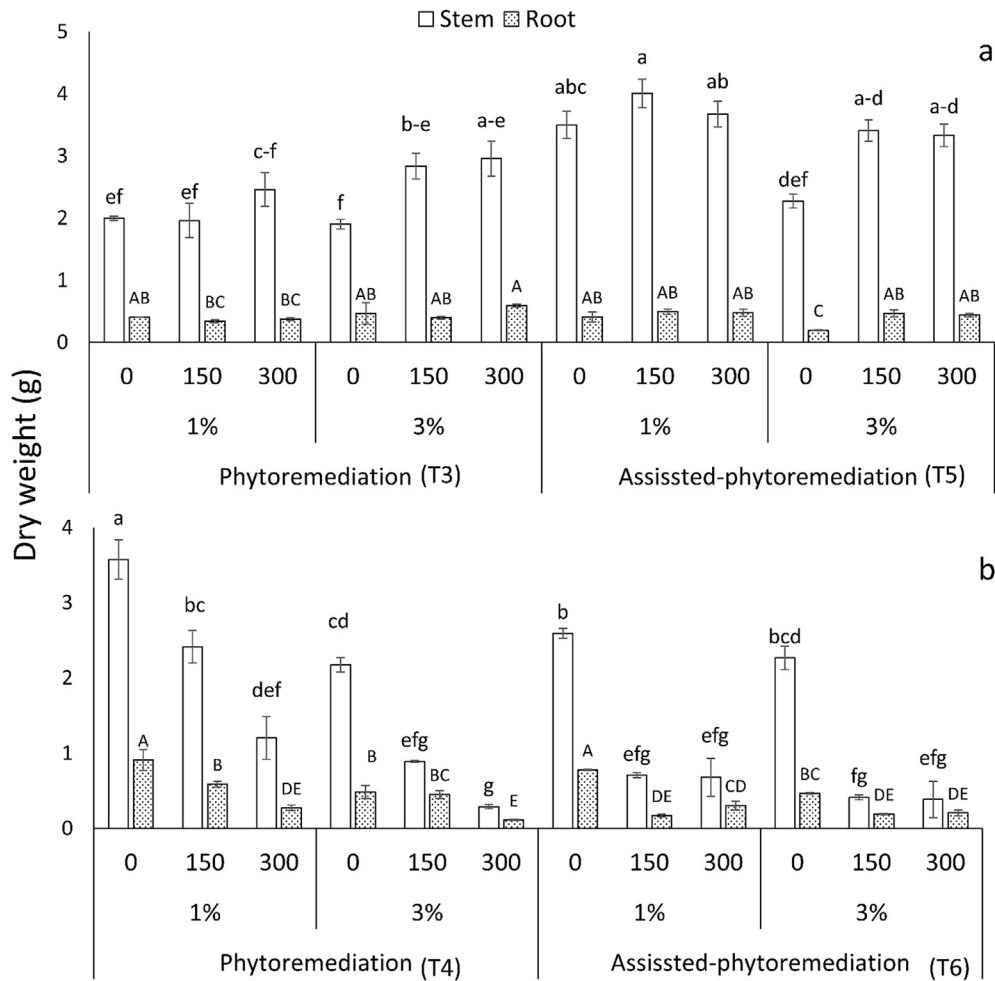 Stem Root
a
5
4
3
2
1
0
ef ef c-f f b-e a-e abc a ab def a-d a-d
AB BC BC AB AB A AB AB AB C AB AB
0 150 300 0 150 300 0 150 300 0 150 300
1% 3% 1% 3%
Phytoremediation (T3) Assissted-phytoremediation (T5)
Dry weight (g)
b
4
3
2
1
0
a bc def cd efg g b efg efg bcd fg efg
A B DE B BC E A DE CD BC DE DE
0 150 300 0 150 300 0 150 300 0 150 300
1% 3% 1% 3%
Phytoremediation (T4) Assissted-phytoremediation (T6)